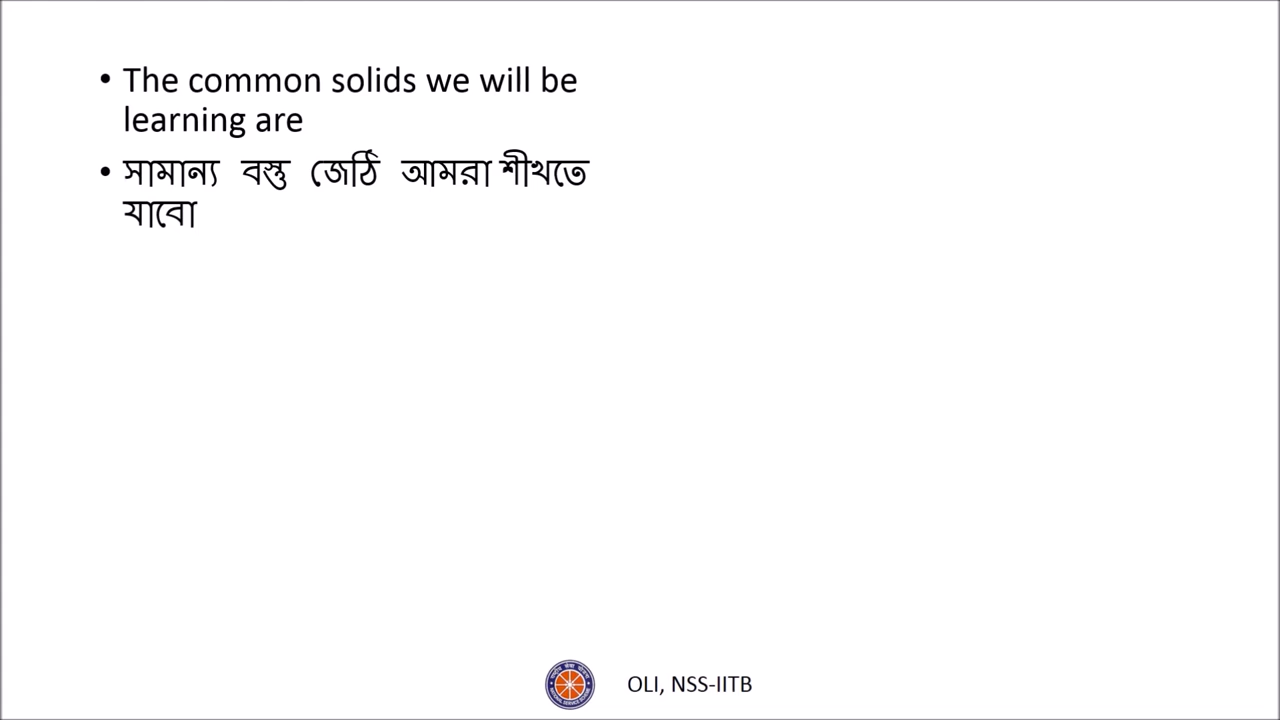 • The common solids we will be
learning are
• সামান্য বস্তু জেঠি আমরা শীখতে
যাবো
OLI, NSS-IITB